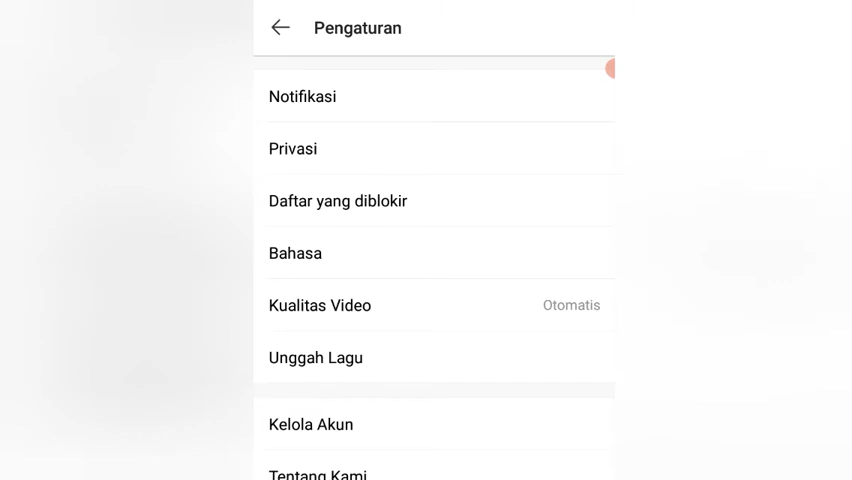 Pengaturan
Notifikasi
Privasi
Daftar yang diblokir
Bahasa
Kualitas Video Otomatis
Unggah Lagu
Kelola Akun
Tentang Kami